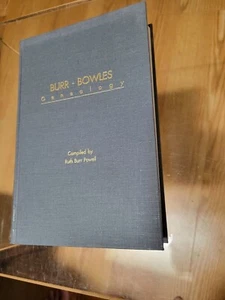 BURR - BOWLES
Genealogy
Compiled by
Ruth Burr Powell